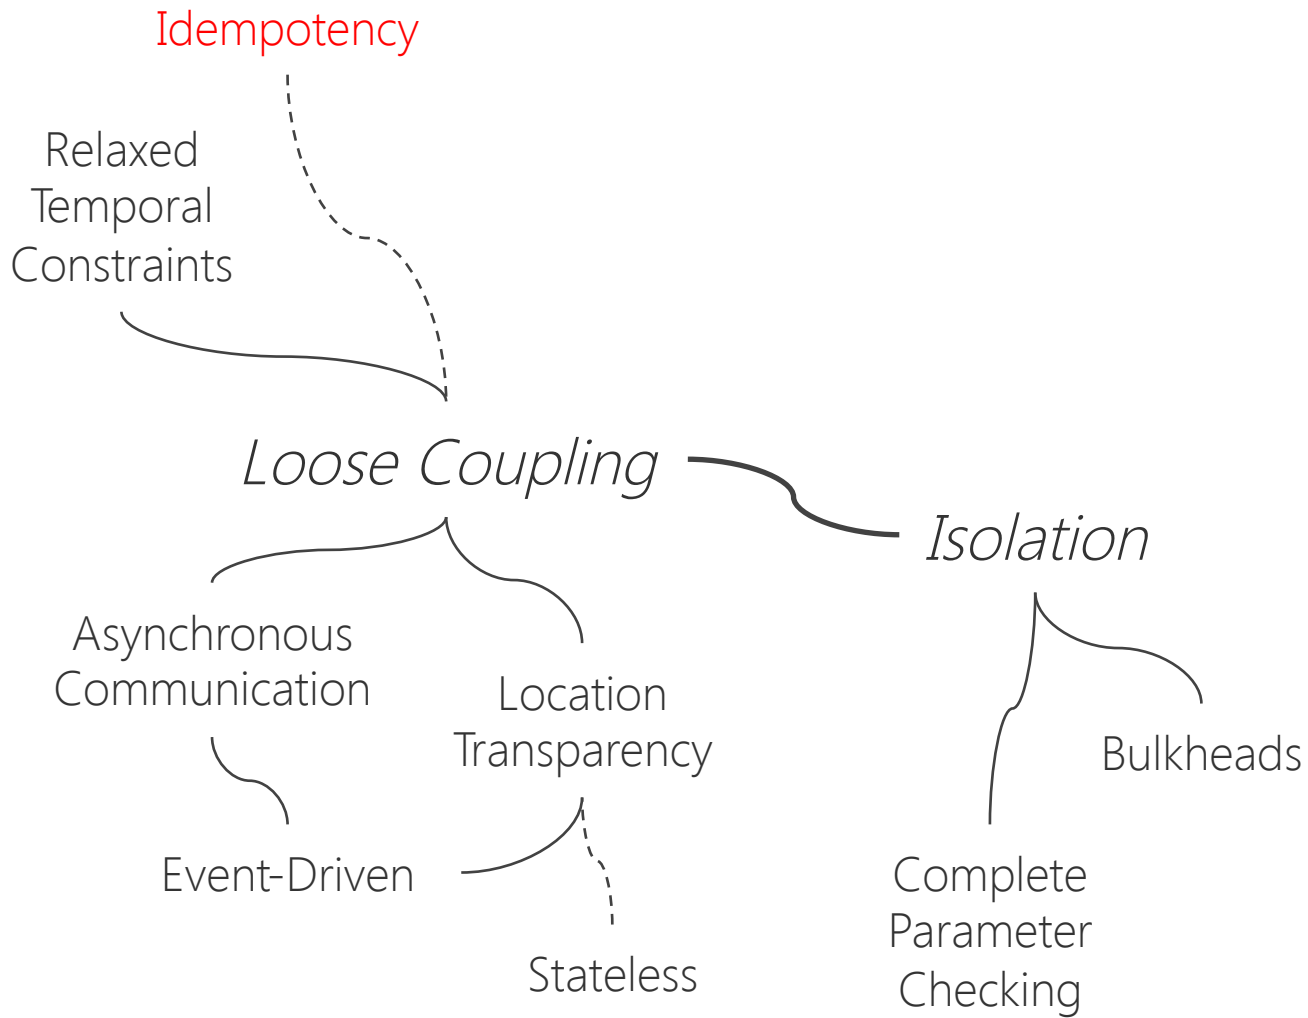 Idempotency
Relaxed
Temporal
Constraints
Loose Coupling
Isolation
Asynchronous
Communication
Location
Transparency
Bulkheads
Event-Driven
Complete
Parameter
Checking
Stateless